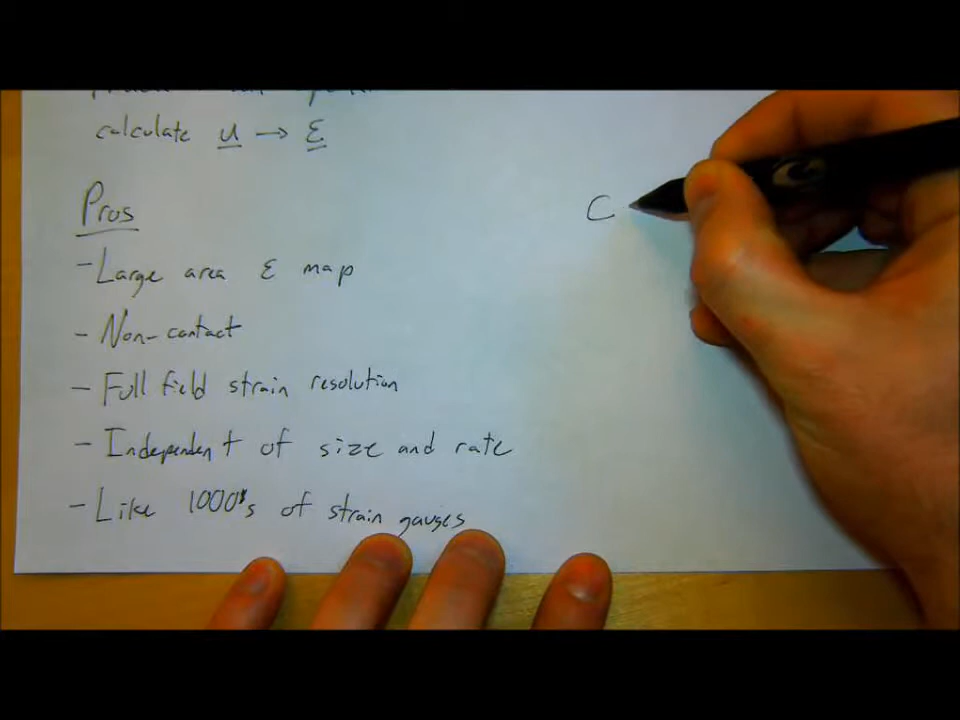 calculate u → ε
Pros
- Large area ε map
- Non-contact
- Full field strain resolution
- Independent of size and rate
- Like 1000's of strain gauges
C